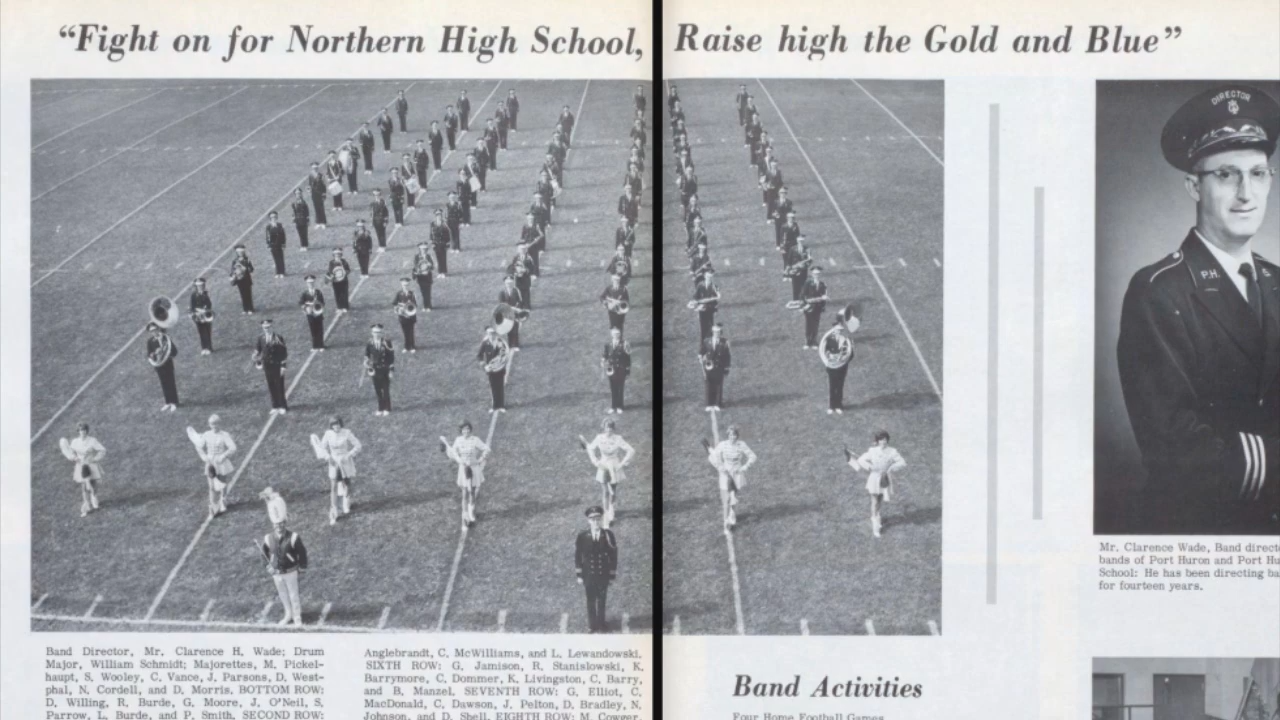 “Fight on for Northern High School, Raise high the Gold and Blue”
DIRECTOR
P.H. S
Mr. Clarence Wade, Band direct
bands of Port Huron and Port Hu
School: He has been directing ba
for fourteen years.
Band Director, Mr. Clarence H. Wade; Drum
Major, William Schmidt; Majorettes, M. Pickel-
haupt, S. Wooley, C. Vance, J. Parsons, D. West-
phal, N. Cordell, and D. Morris. BOTTOM ROW:
D. Willing, R. Burde, G. Moore, J. O'Neil, S.
Parrow, L. Burde, and P. Smith. SECOND ROW:
Anglebrandt, C. McWilliams, and L. Lewandowski.
SIXTH ROW: G. Jamison, R. Stanislowski, K.
Barrymore, C. Dommer, K. Livingston, C. Barry,
and B. Manzel. SEVENTH ROW: G. Elliot, C.
MacDonald, C. Dawson, J. Pelton, D. Bradley, N.
Johnson, and D. Shell. EIGHTH ROW: M. Cowger,
Band Activities
Four Home Football Games